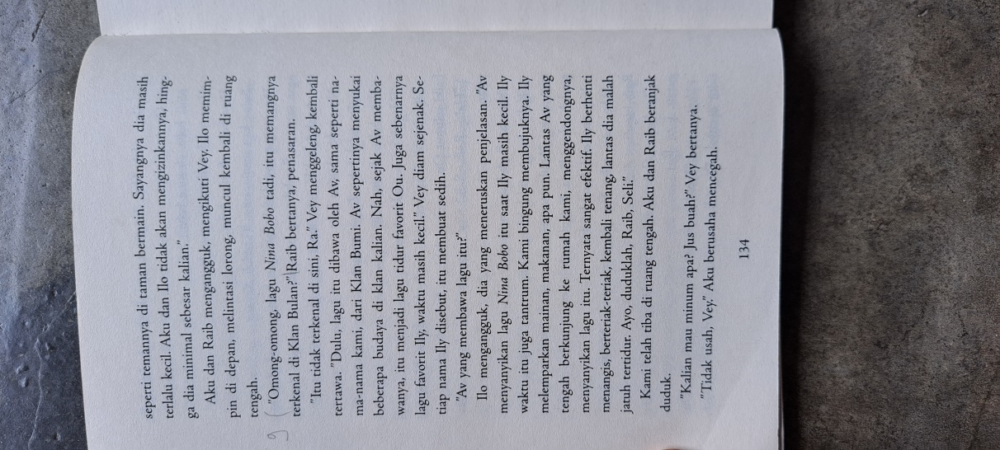 seperti temannya di taman bermain. Sayangnya dia masih
terlalu kecil. Aku dan Ilo tidak akan mengizinkannya, hing-
ga dia minimal sebesar kalian."
Aku dan Raib mengangguk, mengikuti Vey. Ilo memim-
pin di depan, melintasi lorong, muncul kembali di ruang
tengah.
"Omong-omong, lagu Nina Bobo tadi, itu memangnya
terkenal di Klan Bulan?" Raib bertanya, penasaran.
"Itu tidak terkenal di sini, Ra." Vey menggeleng, kembali
tertawa. "Dulu, lagu itu dibawa oleh Av, sama seperti na-
ma-nama kami, dari Klan Bumi. Av sepertinya menyukai
beberapa budaya di klan kalian. Nah, sejak Av memba-
wanya, itu menjadi lagu tidur favorit Ou. Juga sebenarnya
lagu favorit Ily, waktu masih kecil." Vey diam sejenak. Se-
tiap nama Ily disebut, itu membuat sedih.
"Av yang membawa lagu itu?"
Ilo mengangguk, dia yang meneruskan penjelasan. "Av
menyanyikan lagu Nina Bobo itu saat Ily masih kecil. Ily
waktu itu juga tantrum. Kami bingung membujuknya. Ily
melemparkan mainan, makanan, apa pun. Lantas Av yang
tengah berkunjung ke rumah kami, menggendongnya,
menyanyikan lagu itu. Ternyata sangat efektif. Ily berhenti
menangis, berteriak-teriak, kembali tenang, lantas dia malah
jatuh tertidur. Ayo, duduklah, Raib, Seli."
Kami telah tiba di ruang tengah. Aku dan Raib beranjak
duduk.
"Kalian mau minum apa? Jus buah?" Vey bertanya.
"Tidak usah, Vey." Aku berusaha mencegah.
134